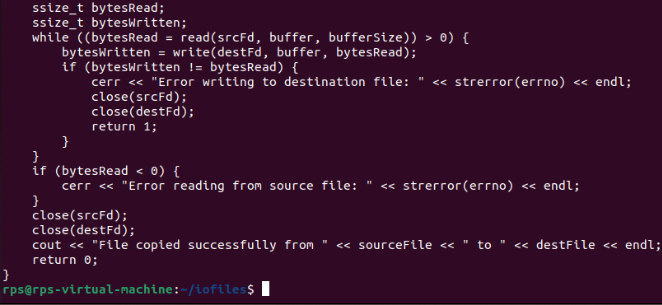 ssize_t bytesRead;
    ssize_t bytesWritten;
    while ((bytesRead = read(srcFd, buffer, bufferSize)) > 0) {
        bytesWritten = write(destFd, buffer, bytesRead);
        if (bytesWritten != bytesRead) {
            cerr << "Error writing to destination file: " << strerror(errno) << endl;
            close(srcFd);
            close(destFd);
            return 1;
        }
    }
    if (bytesRead < 0) {
        cerr << "Error reading from source file: " << strerror(errno) << endl;
    }
    close(srcFd);
    close(destFd);
    cout << "File copied successfully from " << sourceFile << " to " << destFile << endl;
    return 0;
}
rps@rps-virtual-machine:~/iofiles$